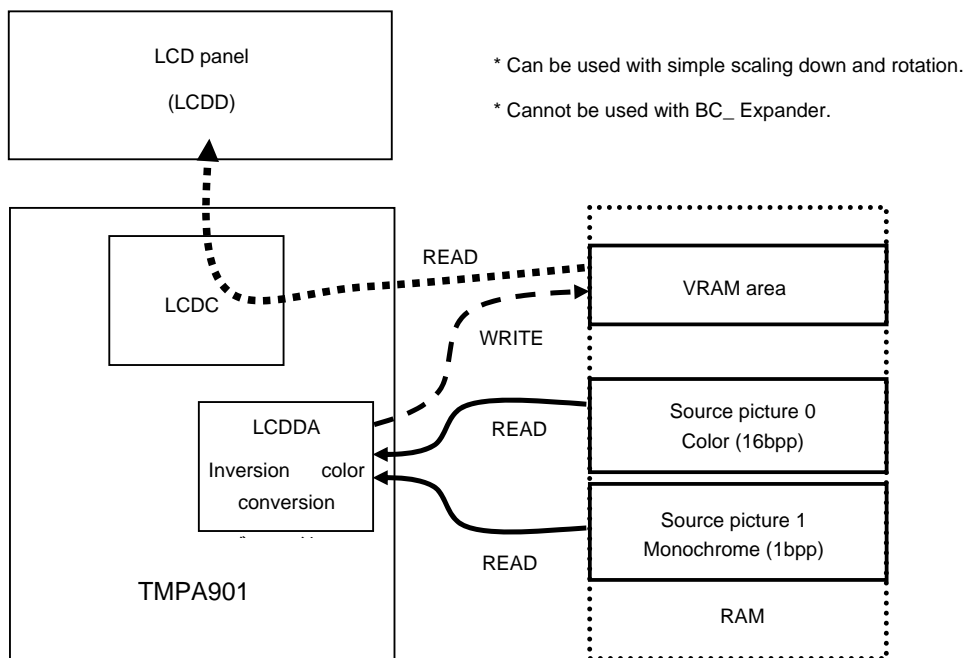 LCD panel
(LCDD)
* Can be used with simple scaling down and rotation.
* Cannot be used with BC_ Expander.
READ
VRAM area
LCDC
WRITE
LCDDA
Inversion color
conversion
READ
Source picture 0
Color (16bpp)
Source picture 1
Monochrome (1bpp)
READ
TMPA901
RAM